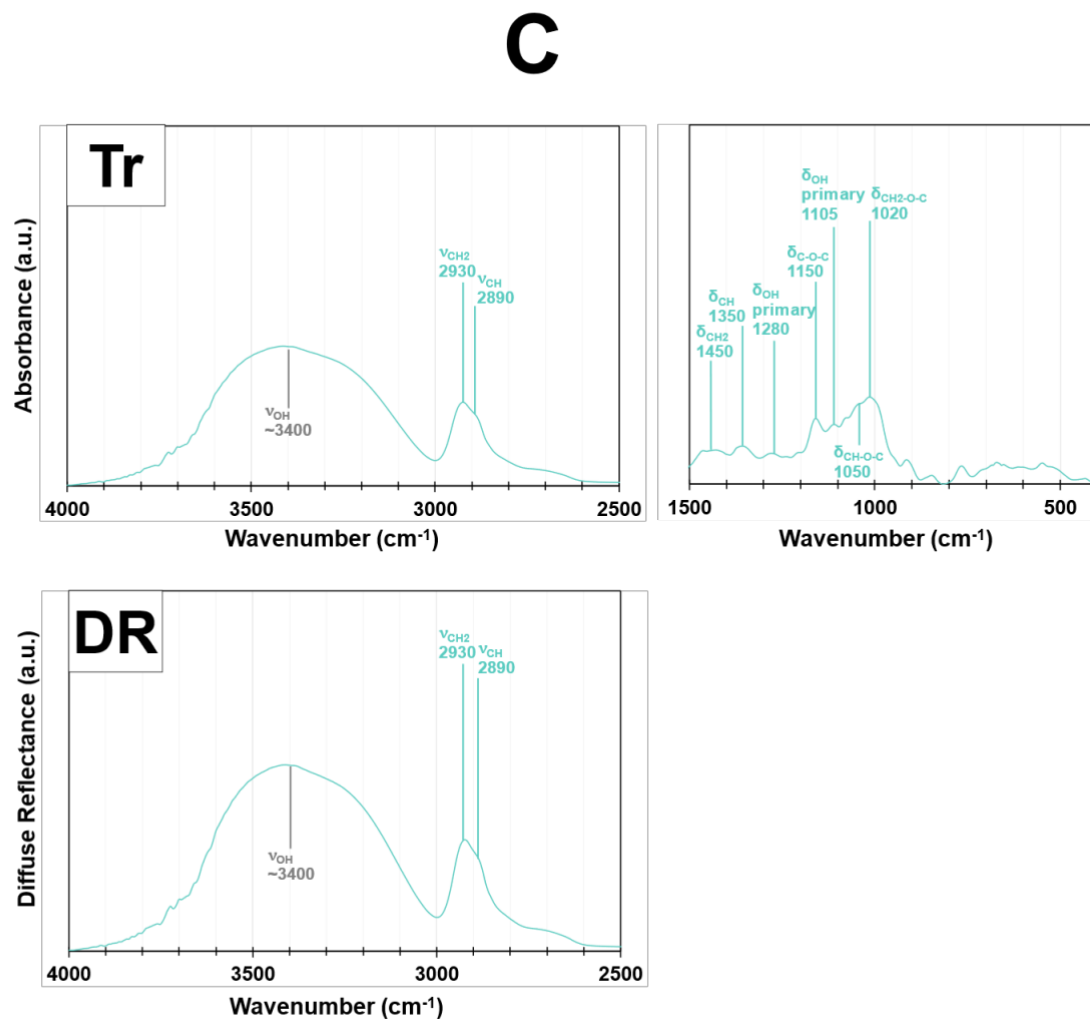 C
Tr
Absorbance (a.u.)
νCH2
2930
νCH
2890
νOH
~3400
4000 3500 3000 2500
Wavenumber (cm-1)
δOH
primary
1105
δCH2-O-C
1020
δC-O-C
1150
δCH
1350
δOH
primary
1280
δCH2
1450
δCH-O-C
1050
1500 1000 500
Wavenumber (cm-1)
DR
Diffuse Reflectance (a.u.)
νCH2
2930
νCH
2890
νOH
~3400
4000 3500 3000 2500
Wavenumber (cm-1)